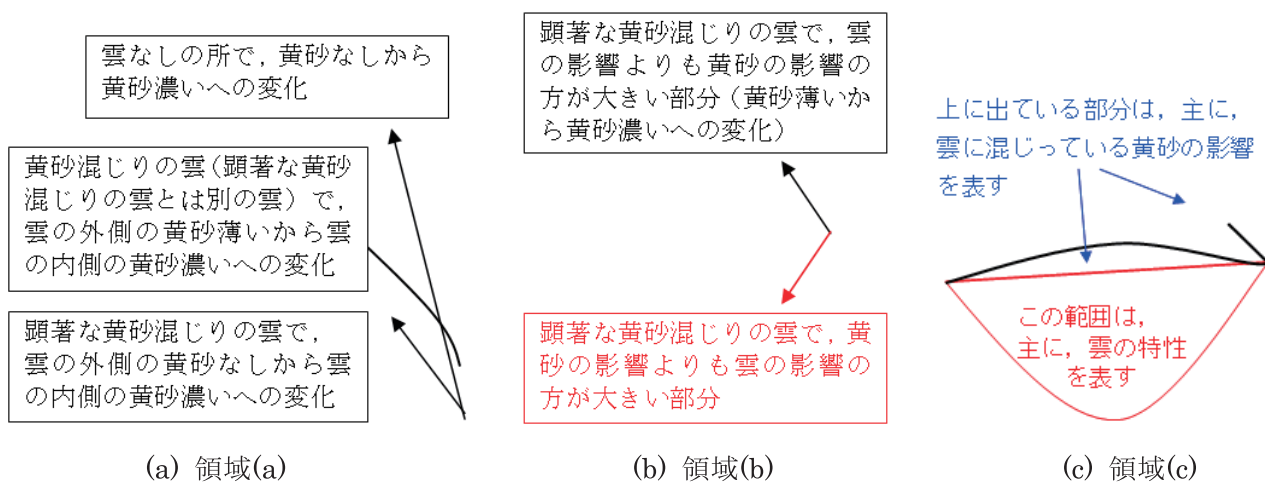 雲なしの所で，黄砂なしから
黄砂濃いへの変化
黄砂混じりの雲（顕著な黄砂
混じりの雲とは別の雲）で，
雲の外側の黄砂薄いから雲
の内側の黄砂濃いへの変化
顕著な黄砂混じりの雲で，
雲の外側の黄砂なしから雲
の内側の黄砂濃いへの変化
(a) 領域(a)
顕著な黄砂混じりの雲で，雲
の影響よりも黄砂の影響の
方が大きい部分（黄砂薄いか
ら黄砂濃いへの変化）
顕著な黄砂混じりの雲で，黄
砂の影響よりも雲の影響の
方が大きい部分
(b) 領域(b)
上に出ている部分は，主に，
雲に混じっている黄砂の影響
を表す
この範囲は，
主に，雲の特性
を表す
(c) 領域(c)